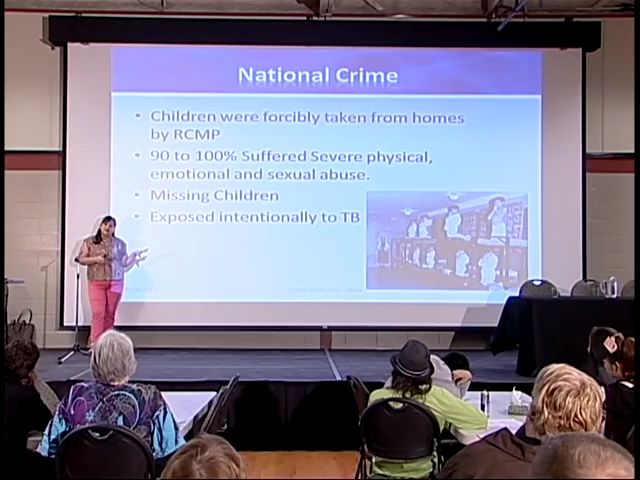 National Crime
• Children were forcibly taken from homes
by RCMP
• 90 to 100% Suffered Severe physical,
emotional and sexual abuse.
• Missing Children
• Exposed intentionally to TB